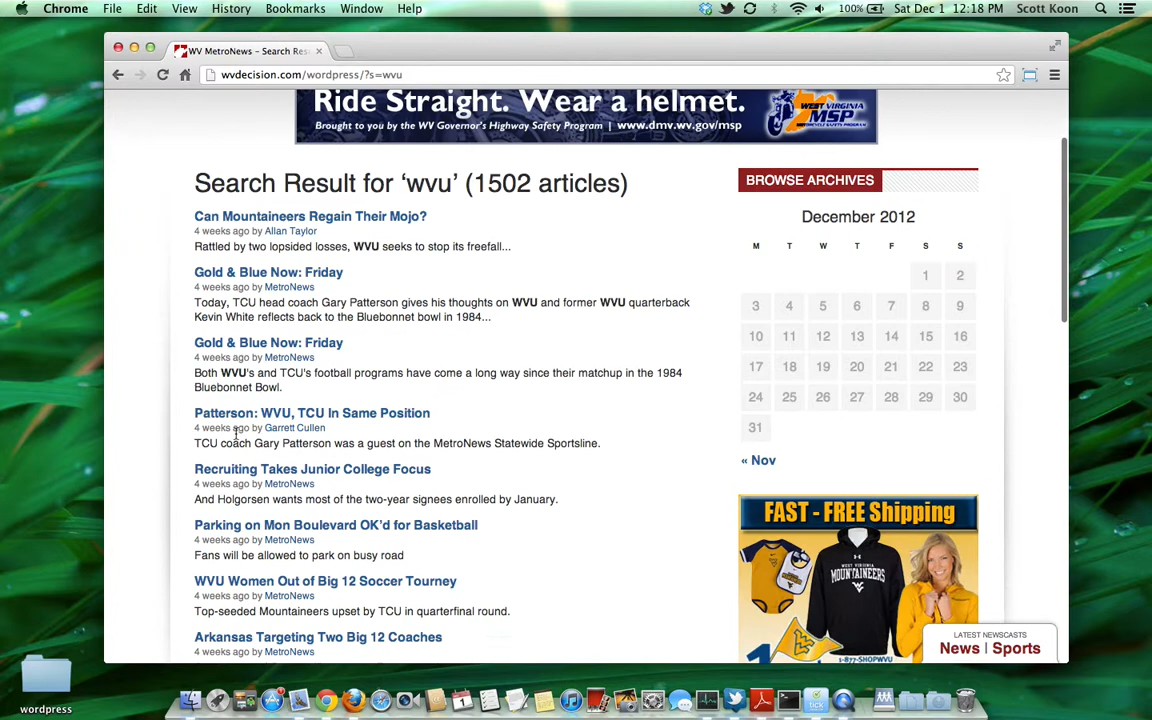 Chrome File Edit View History Bookmarks Window Help 100% Sat Dec 1 12:18 PM Scott Koon
WV MetroNews – Search Res
wvdecision.com/wordpress/?s=wvu
Ride Straight. Wear a helmet.
Brought to you by the WV Governor's Highway Safety Program | www.dmv.wv.gov/msp
WEST VIRGINIA
MSP
Search Result for ‘wvu’ (1502 articles)
Can Mountaineers Regain Their Mojo?
4 weeks ago by Allan Taylor
Rattled by two lopsided losses, WVU seeks to stop its freefall...
Gold & Blue Now: Friday
4 weeks ago by MetroNews
Today, TCU head coach Gary Patterson gives his thoughts on WVU and former WVU quarterback
Kevin White reflects back to the Bluebonnet bowl in 1984...
Gold & Blue Now: Friday
4 weeks ago by MetroNews
Both WVU's and TCU's football programs have come a long way since their matchup in the 1984
Bluebonnet Bowl.
Patterson: WVU, TCU In Same Position
4 weeks ago by Garrett Cullen
TCU coach Gary Patterson was a guest on the MetroNews Statewide Sportsline.
Recruiting Takes Junior College Focus
4 weeks ago by MetroNews
And Holgorsen wants most of the two-year signees enrolled by January.
Parking on Mon Boulevard OK’d for Basketball
4 weeks ago by MetroNews
Fans will be allowed to park on busy road
WVU Women Out of Big 12 Soccer Tourney
4 weeks ago by MetroNews
Top-seeded Mountaineers upset by TCU in quarterfinal round.
Arkansas Targeting Two Big 12 Coaches
4 weeks ago by MetroNews
BROWSE ARCHIVES
December 2012
M T W T F S S
1 2
3 4 5 6 7 8 9
10 11 12 13 14 15 16
17 18 19 20 21 22 23
24 25 26 27 28 29 30
31
« Nov
FAST - FREE Shipping
WEST VIRGINIA
MOUNTAINEERS
1-877-SHOPWVU
LATEST NEWSCASTS
News | Sports
wordpress
tick